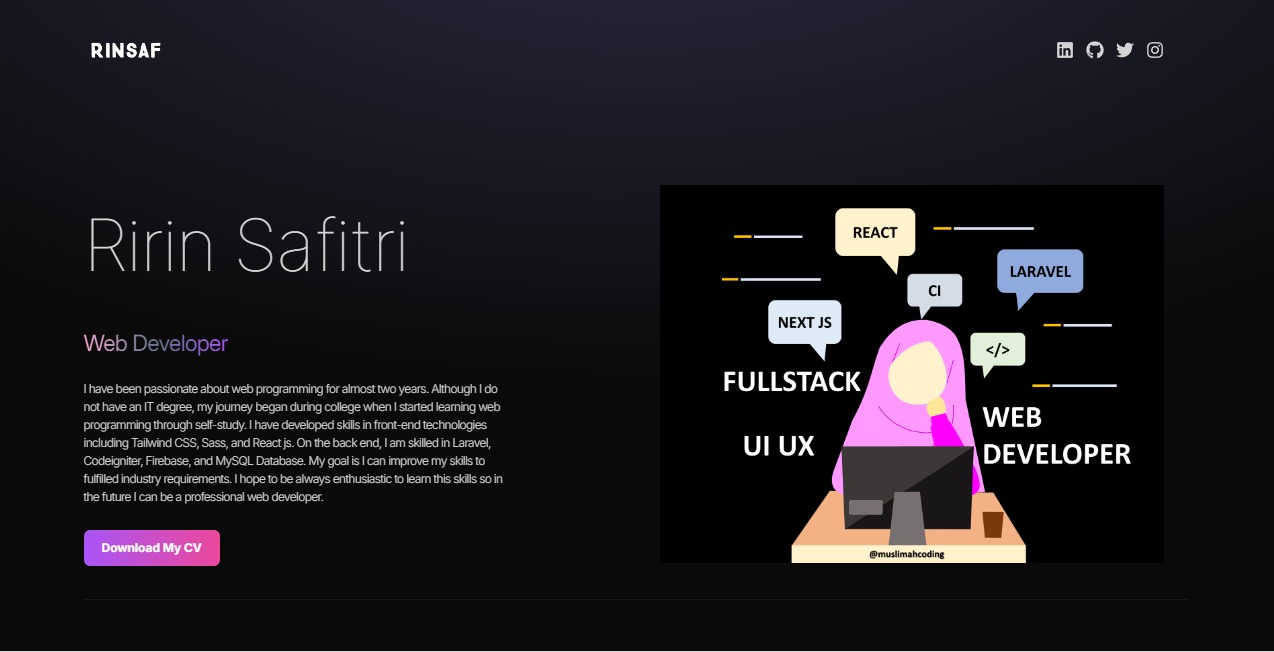 RINSAF
Ririn Safitri
Web Developer
I have been passionate about web programming for almost two years. Although I do
not have an IT degree, my journey began during college when I started learning web
programming through self-study. I have developed skills in front-end technologies
including Tailwind CSS, Sass, and React js. On the back end, I am skilled in Laravel,
Codeigniter, Firebase, and MySQL Database. My goal is I can improve my skills to
fulfilled industry requirements. I hope to be always enthusiastic to learn this skills so in
the future I can be a professional web developer.
Download My CV
REACT
LARAVEL
CI
NEXT JS
</>
FULLSTACK
WEB
DEVELOPER
UI UX
@muslimahcoding